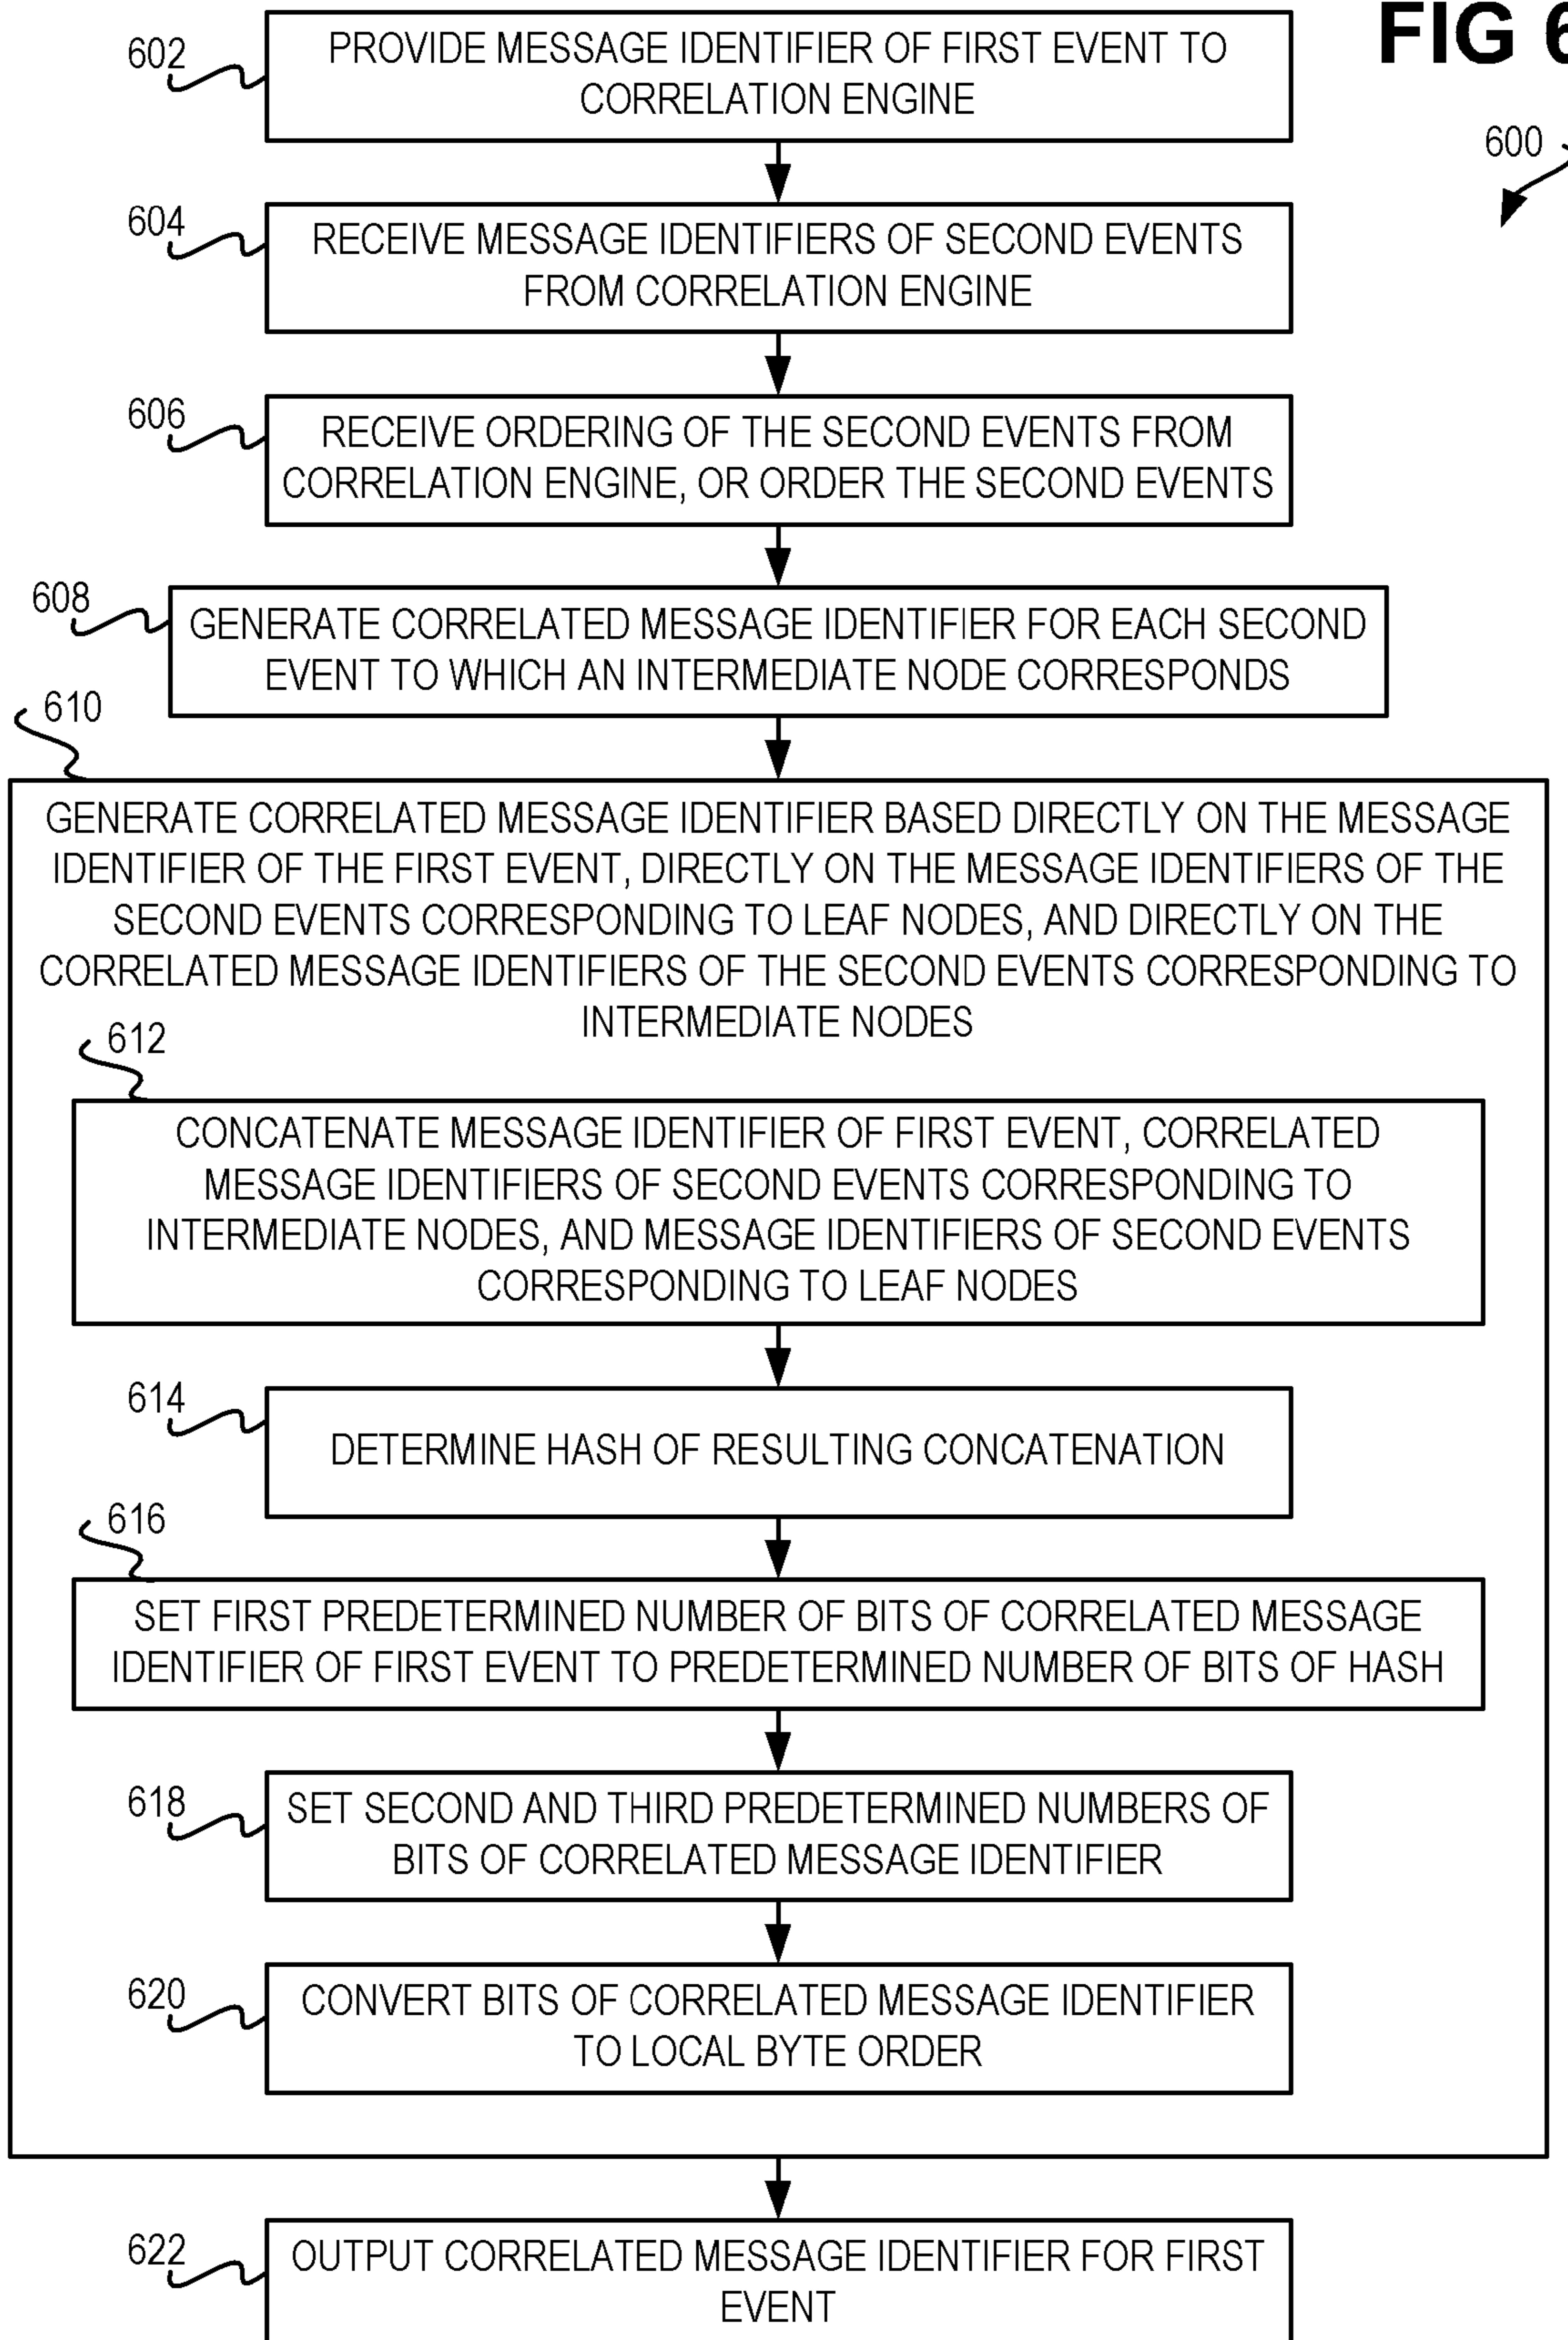 FIG 6
600
602
PROVIDE MESSAGE IDENTIFIER OF FIRST EVENT TO
CORRELATION ENGINE
604
RECEIVE MESSAGE IDENTIFIERS OF SECOND EVENTS
FROM CORRELATION ENGINE
606
RECEIVE ORDERING OF THE SECOND EVENTS FROM
CORRELATION ENGINE, OR ORDER THE SECOND EVENTS
608
GENERATE CORRELATED MESSAGE IDENTIFIER FOR EACH SECOND
EVENT TO WHICH AN INTERMEDIATE NODE CORRESPONDS
610
GENERATE CORRELATED MESSAGE IDENTIFIER BASED DIRECTLY ON THE MESSAGE
IDENTIFIER OF THE FIRST EVENT, DIRECTLY ON THE MESSAGE IDENTIFIERS OF THE
SECOND EVENTS CORRESPONDING TO LEAF NODES, AND DIRECTLY ON THE
CORRELATED MESSAGE IDENTIFIERS OF THE SECOND EVENTS CORRESPONDING TO
INTERMEDIATE NODES
612
CONCATENATE MESSAGE IDENTIFIER OF FIRST EVENT, CORRELATED
MESSAGE IDENTIFIERS OF SECOND EVENTS CORRESPONDING TO
INTERMEDIATE NODES, AND MESSAGE IDENTIFIERS OF SECOND EVENTS
CORRESPONDING TO LEAF NODES
614
DETERMINE HASH OF RESULTING CONCATENATION
616
SET FIRST PREDETERMINED NUMBER OF BITS OF CORRELATED MESSAGE
IDENTIFIER OF FIRST EVENT TO PREDETERMINED NUMBER OF BITS OF HASH
618
SET SECOND AND THIRD PREDETERMINED NUMBERS OF
BITS OF CORRELATED MESSAGE IDENTIFIER
620
CONVERT BITS OF CORRELATED MESSAGE IDENTIFIER
TO LOCAL BYTE ORDER
622
OUTPUT CORRELATED MESSAGE IDENTIFIER FOR FIRST
EVENT